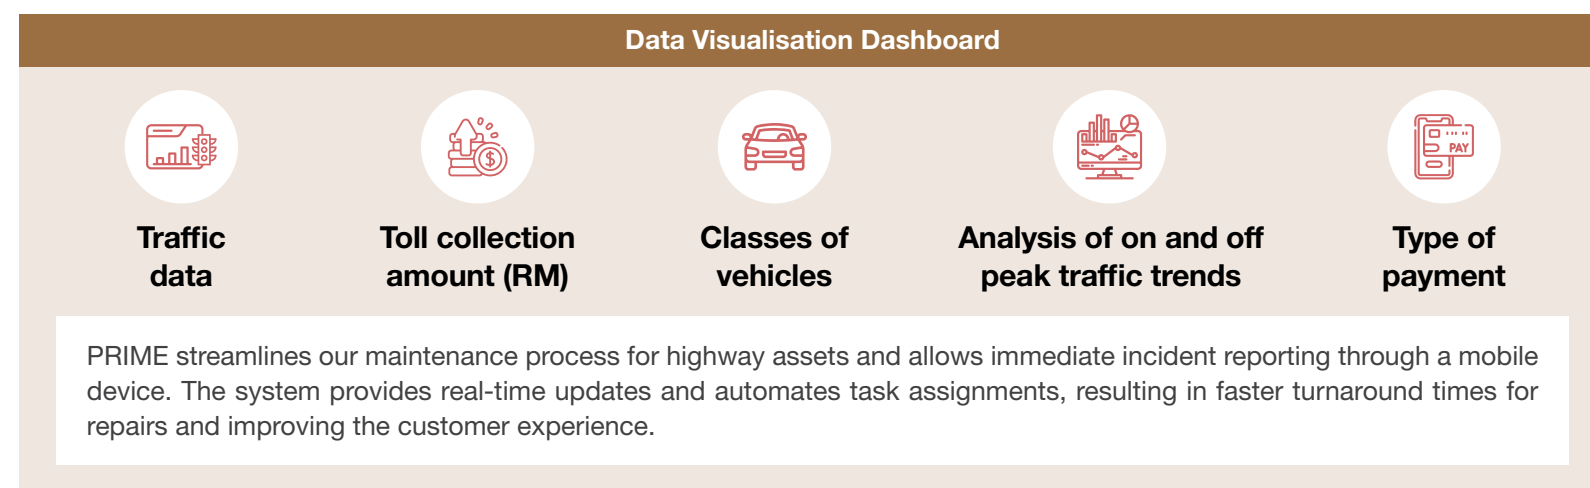 Data Visualisation Dashboard
PAY
Traffic
data
Toll collection
amount (RM)
Classes of
vehicles
Analysis of on and off
peak traffic trends
Type of
payment
PRIME streamlines our maintenance process for highway assets and allows immediate incident reporting through a mobile
device. The system provides real-time updates and automates task assignments, resulting in faster turnaround times for
repairs and improving the customer experience.